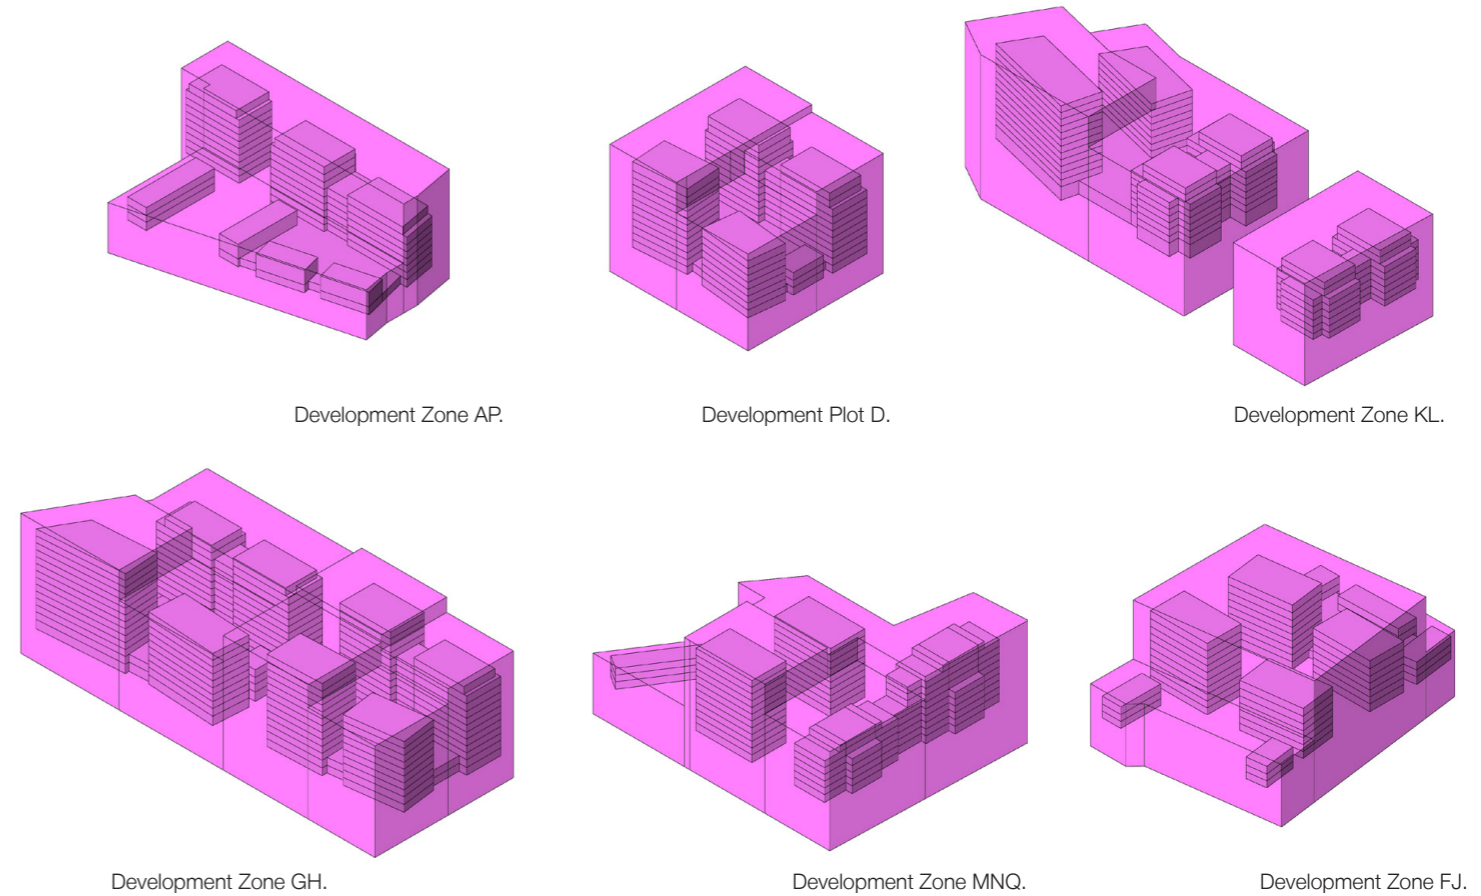 Development Zone AP.
Development Plot D.
Development Zone KL.
Development Zone GH.
Development Zone MNQ.
Development Zone FJ.